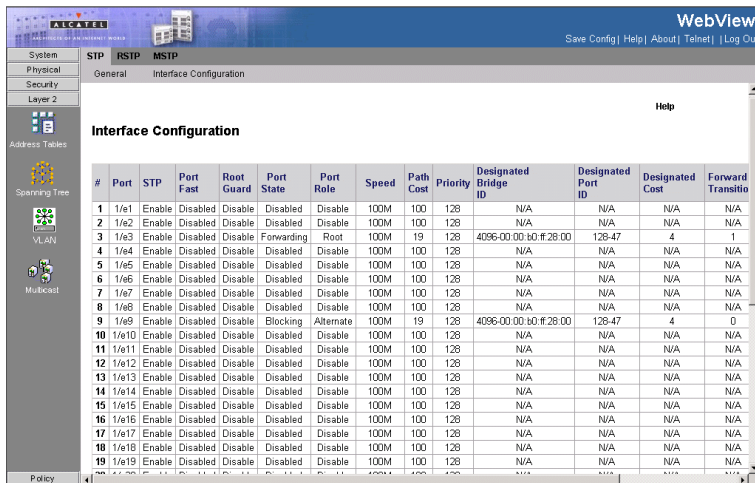 ALCATEL
ARCHITECTS OF AN INTERNET WORLD
WebView
Save Config | Help | About | Telnet | | Log Ou
System
Physical
Security
Layer 2
Address Tables
Spanning Tree
VLAN
Multicast
Policy
STP RSTP MSTP
General Interface Configuration
Help
Interface Configuration
# Port STP Port Fast Root Guard Port State Port Role Speed Path Cost Priority Designated Bridge ID Designated Port ID Designated Cost Forward Transitio
1 1/e1 Enable Disabled Disable Disabled Disable 100M 100 128 N/A N/A N/A N/A
2 1/e2 Enable Disabled Disable Disabled Disable 100M 100 128 N/A N/A N/A N/A
3 1/e3 Enable Disabled Disable Forwarding Root 100M 19 128 4096-00:00:b0:ff:28:00 128-47 4 1
4 1/e4 Enable Disabled Disable Disabled Disable 100M 100 128 N/A N/A N/A N/A
5 1/e5 Enable Disabled Disable Disabled Disable 100M 100 128 N/A N/A N/A N/A
6 1/e6 Enable Disabled Disable Disabled Disable 100M 100 128 N/A N/A N/A N/A
7 1/e7 Enable Disabled Disable Disabled Disable 100M 100 128 N/A N/A N/A N/A
8 1/e8 Enable Disabled Disable Disabled Disable 100M 100 128 N/A N/A N/A N/A
9 1/e9 Enable Disabled Disable Blocking Alternate 100M 19 128 4096-00:00:b0:ff:28:00 128-47 4 0
10 1/e10 Enable Disabled Disable Disabled Disable 100M 100 128 N/A N/A N/A N/A
11 1/e11 Enable Disabled Disable Disabled Disable 100M 100 128 N/A N/A N/A N/A
12 1/e12 Enable Disabled Disable Disabled Disable 100M 100 128 N/A N/A N/A N/A
13 1/e13 Enable Disabled Disable Disabled Disable 100M 100 128 N/A N/A N/A N/A
14 1/e14 Enable Disabled Disable Disabled Disable 100M 100 128 N/A N/A N/A N/A
15 1/e15 Enable Disabled Disable Disabled Disable 100M 100 128 N/A N/A N/A N/A
16 1/e16 Enable Disabled Disable Disabled Disable 100M 100 128 N/A N/A N/A N/A
17 1/e17 Enable Disabled Disable Disabled Disable 100M 100 128 N/A N/A N/A N/A
18 1/e18 Enable Disabled Disable Disabled Disable 100M 100 128 N/A N/A N/A N/A
19 1/e19 Enable Disabled Disable Disabled Disable 100M 100 128 N/A N/A N/A N/A